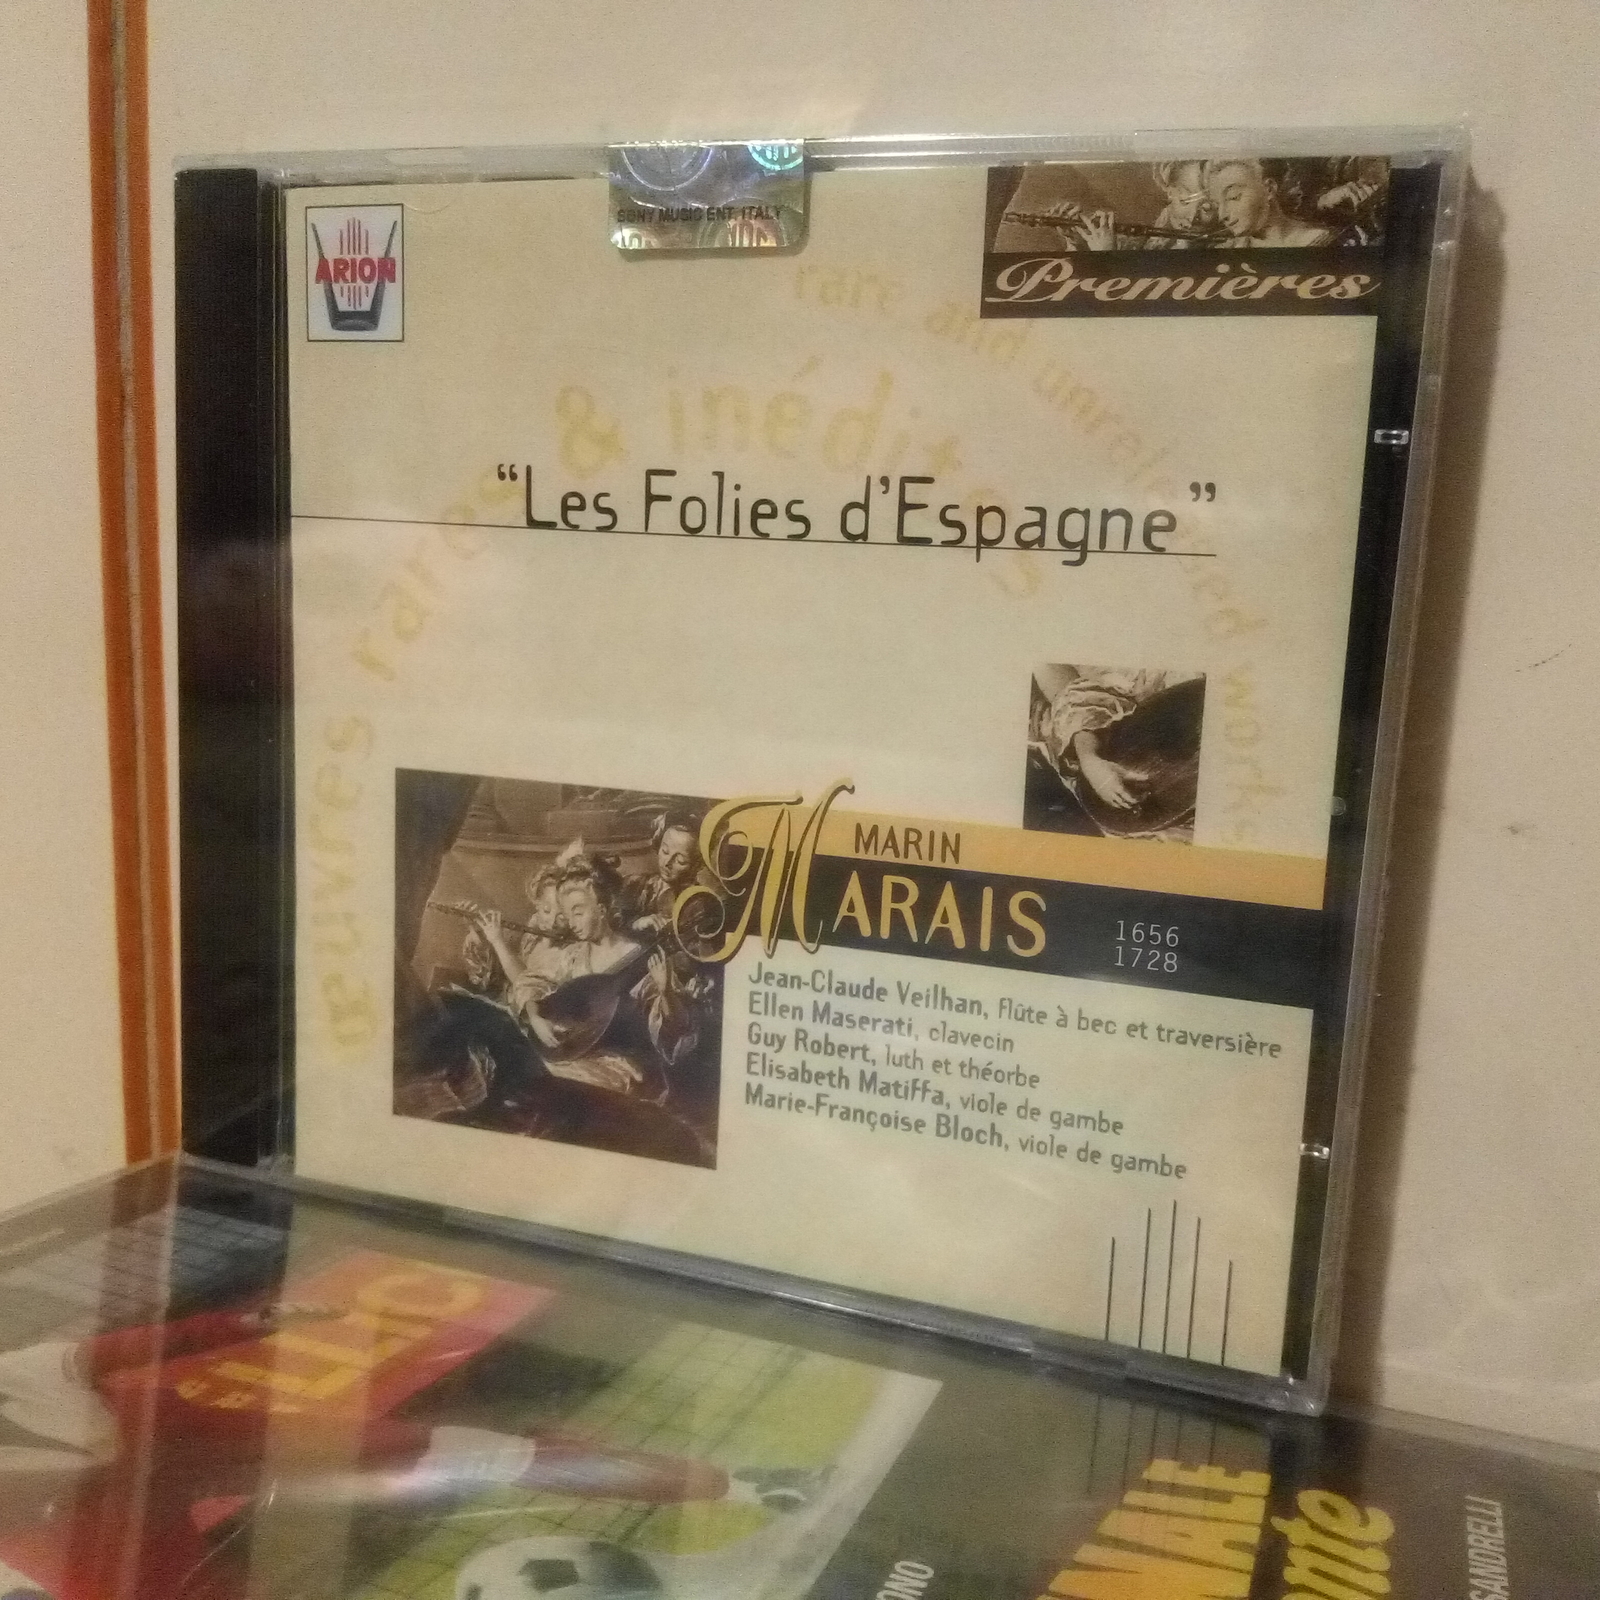 SONY MUSIC ENT. ITALY
ARION
Premières
rare and unreleased works
œuvres rares & inédites
“Les Folies d’Espagne”
MARIN
MARAIS
1656
1728
Jean-Claude Veilhan, flûte à bec et traversière
Ellen Maserati, clavecin
Guy Robert, luth et théorbe
Elisabeth Matiffa, viole de gambe
Marie-Françoise Bloch, viole de gambe
SANDRELLI